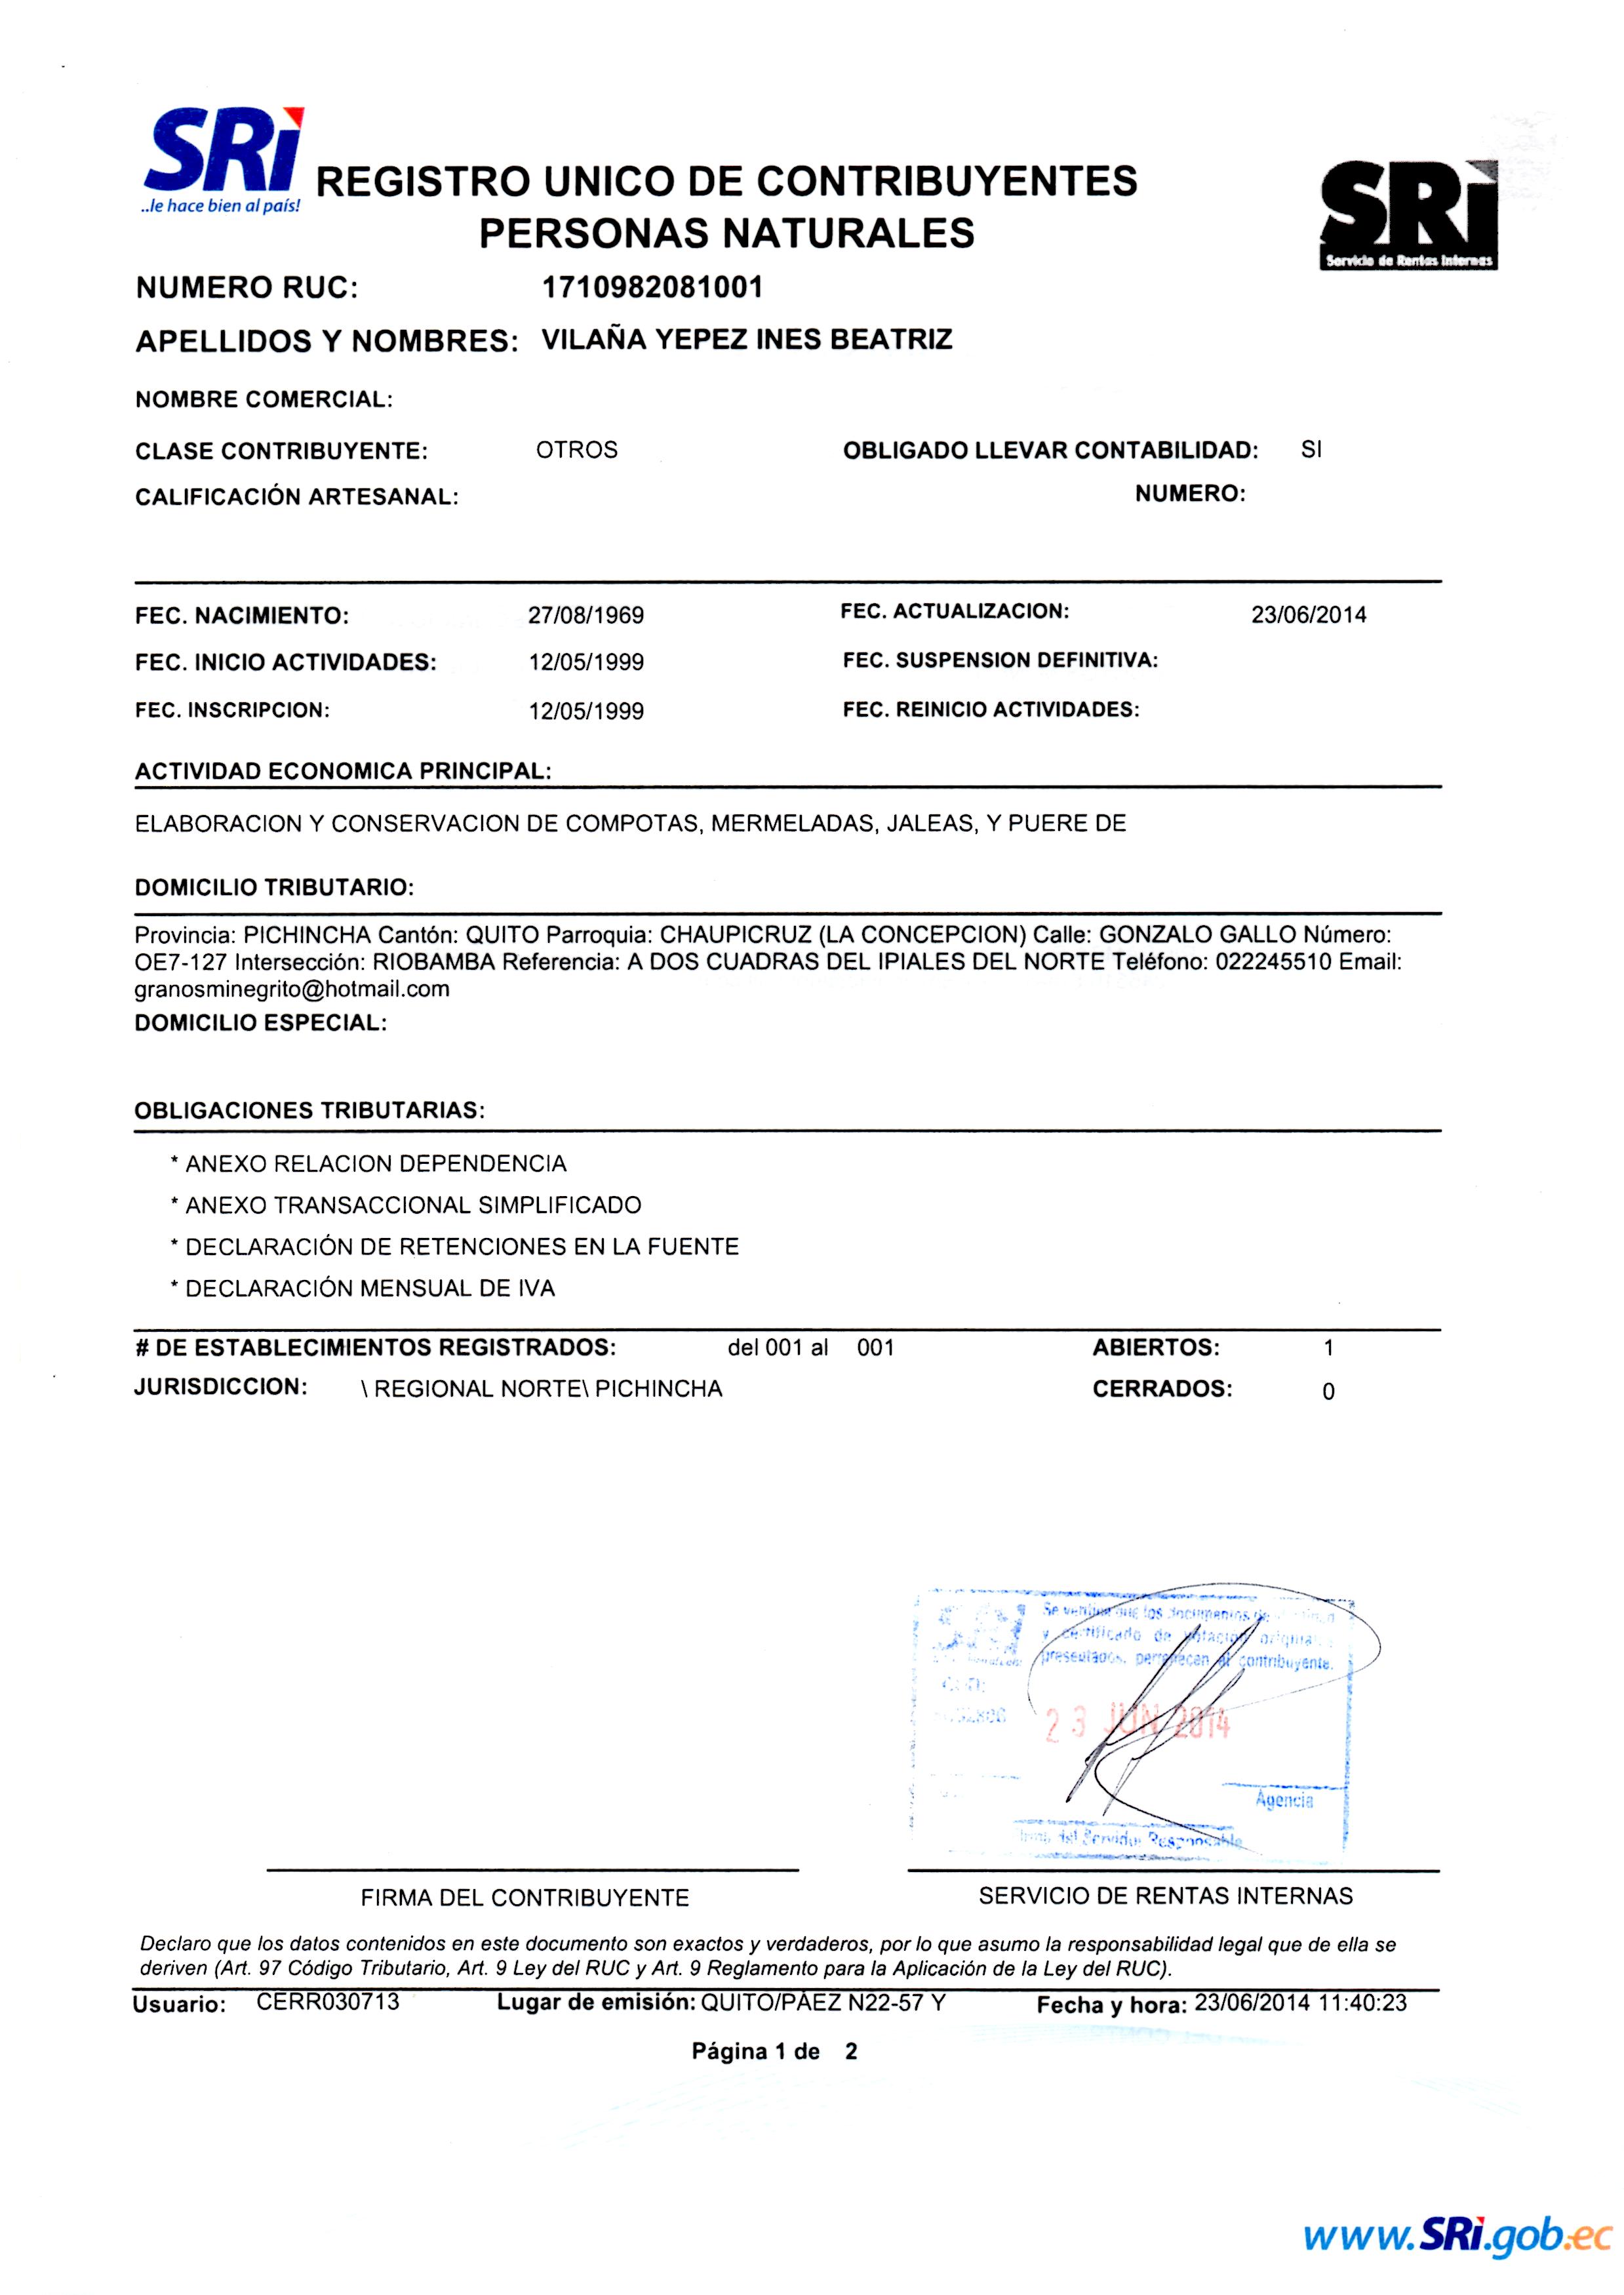 SRi
..le hace bien al país!
REGISTRO UNICO DE CONTRIBUYENTES
PERSONAS NATURALES
SRi
Servicio de Rentas Internas
NUMERO RUC: 1710982081001
APELLIDOS Y NOMBRES: VILAÑA YEPEZ INES BEATRIZ
NOMBRE COMERCIAL:
CLASE CONTRIBUYENTE: OTROS OBLIGADO LLEVAR CONTABILIDAD: SI
CALIFICACIÓN ARTESANAL: NUMERO:
FEC. NACIMIENTO: 27/08/1969 FEC. ACTUALIZACION: 23/06/2014
FEC. INICIO ACTIVIDADES: 12/05/1999 FEC. SUSPENSION DEFINITIVA:
FEC. INSCRIPCION: 12/05/1999 FEC. REINICIO ACTIVIDADES:
ACTIVIDAD ECONOMICA PRINCIPAL:
ELABORACION Y CONSERVACION DE COMPOTAS, MERMELADAS, JALEAS, Y PUERE DE
DOMICILIO TRIBUTARIO:
Provincia: PICHINCHA Cantón: QUITO Parroquia: CHAUPICRUZ (LA CONCEPCION) Calle: GONZALO GALLO Número:
OE7-127 Intersección: RIOBAMBA Referencia: A DOS CUADRAS DEL IPIALES DEL NORTE Teléfono: 022245510 Email:
granosminegrito@hotmail.com
DOMICILIO ESPECIAL:
OBLIGACIONES TRIBUTARIAS:
* ANEXO RELACION DEPENDENCIA
* ANEXO TRANSACCIONAL SIMPLIFICADO
* DECLARACIÓN DE RETENCIONES EN LA FUENTE
* DECLARACIÓN MENSUAL DE IVA
# DE ESTABLECIMIENTOS REGISTRADOS: del 001 al 001 ABIERTOS: 1
JURISDICCION: \ REGIONAL NORTE\ PICHINCHA CERRADOS: 0
Se verifica que los documentos de
y certificado de votación
presentados, pertenecen al contribuyente.
23 JUN 2014
Agencia
del Servidor Responsable
FIRMA DEL CONTRIBUYENTE SERVICIO DE RENTAS INTERNAS
Declaro que los datos contenidos en este documento son exactos y verdaderos, por lo que asumo la responsabilidad legal que de ella se
deriven (Art. 97 Código Tributario, Art. 9 Ley del RUC y Art. 9 Reglamento para la Aplicación de la Ley del RUC).
Usuario: CERR030713 Lugar de emisión: QUITO/PÁEZ N22-57 Y Fecha y hora: 23/06/2014 11:40:23
Página 1 de 2
www.SRi.gob.ec